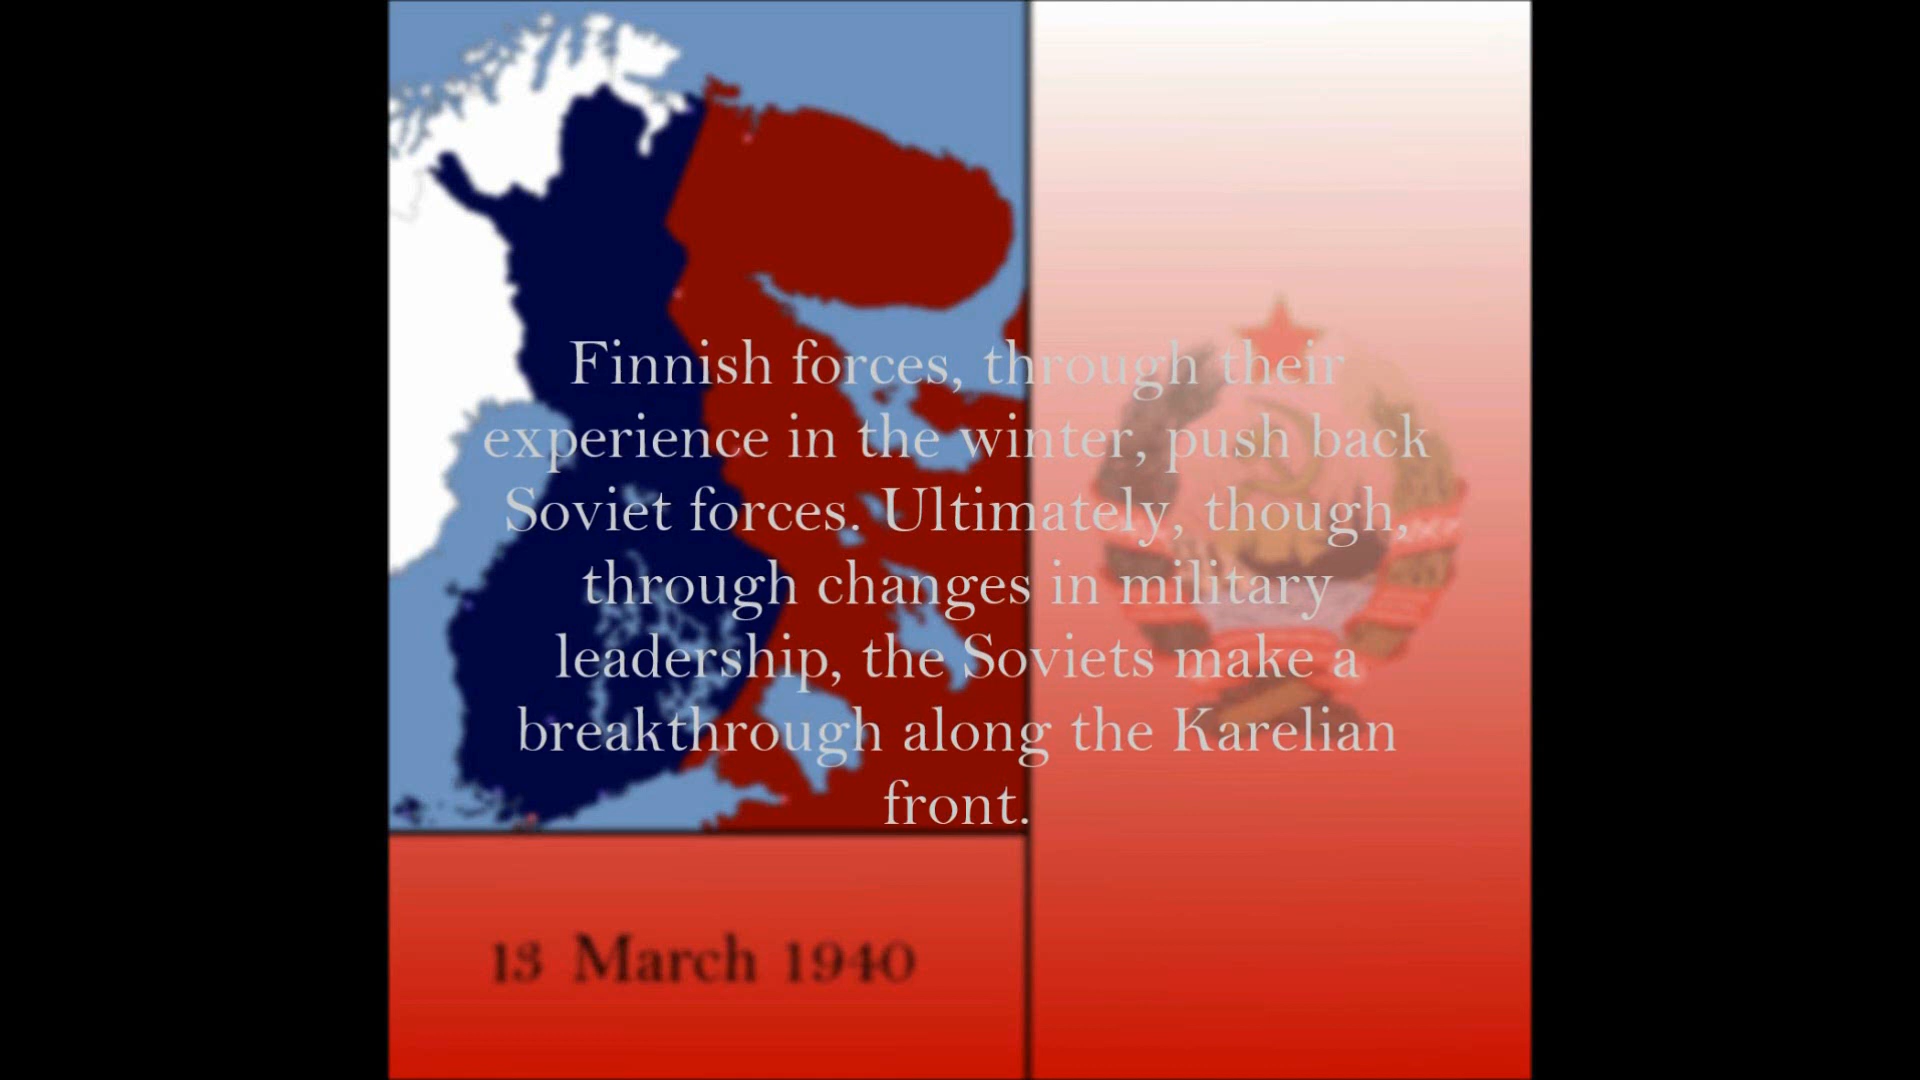 Finnish forces, through their
experience in the winter, push back
Soviet forces. Ultimately, though,
through changes in military
leadership, the Soviets make a
breakthrough along the Karelian
front.
13 March 1940